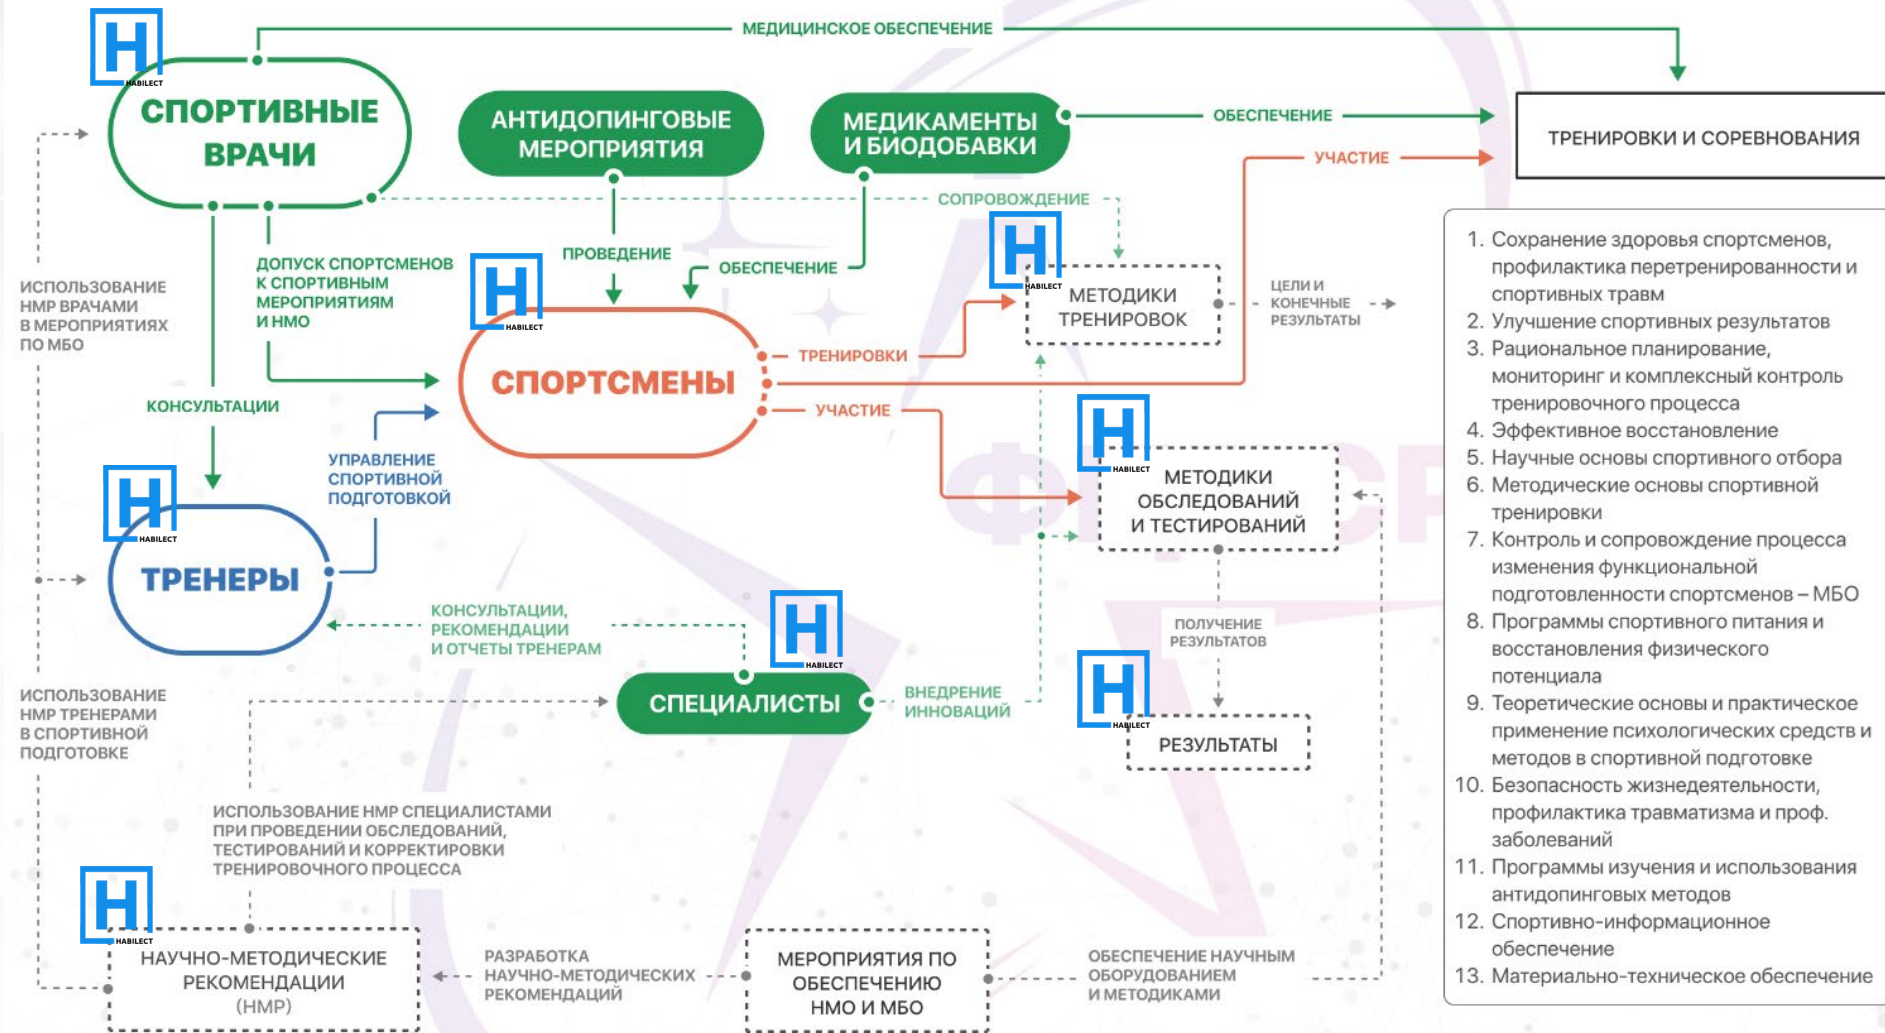 H
HABILECT
МЕДИЦИНСКОЕ ОБЕСПЕЧЕНИЕ
СПОРТИВНЫЕ
ВРАЧИ
АНТИДОПИНГОВЫЕ
МЕРОПРИЯТИЯ
МЕДИКАМЕНТЫ
И БИОДОБАВКИ
ОБЕСПЕЧЕНИЕ
УЧАСТИЕ
ТРЕНИРОВКИ И СОРЕВНОВАНИЯ
СОПРОВОЖДЕНИЕ
ИСПОЛЬЗОВАНИЕ
НМР ВРАЧАМИ
В МЕРОПРИЯТИЯХ
ПО МБО
ДОПУСК СПОРТСМЕНОВ
К СПОРТИВНЫМ
МЕРОПРИЯТИЯМ
И НМО
ПРОВЕДЕНИЕ
ОБЕСПЕЧЕНИЕ
H
HABILECT
H
HABILECT
МЕТОДИКИ
ТРЕНИРОВОК
ЦЕЛИ И
КОНЕЧНЫЕ
РЕЗУЛЬТАТЫ
СПОРТСМЕНЫ
ТРЕНИРОВКИ
УЧАСТИЕ
КОНСУЛЬТАЦИИ
УПРАВЛЕНИЕ
СПОРТИВНОЙ
ПОДГОТОВКОЙ
H
HABILECT
ТРЕНЕРЫ
H
HABILECT
МЕТОДИКИ
ОБСЛЕДОВАНИЙ
И ТЕСТИРОВАНИЙ
КОНСУЛЬТАЦИИ,
РЕКОМЕНДАЦИИ
И ОТЧЕТЫ ТРЕНЕРАМ
H
HABILECT
СПЕЦИАЛИСТЫ
ВНЕДРЕНИЕ
ИННОВАЦИЙ
ПОЛУЧЕНИЕ
РЕЗУЛЬТАТОВ
H
HABILECT
РЕЗУЛЬТАТЫ
ИСПОЛЬЗОВАНИЕ
НМР ТРЕНЕРАМИ
В СПОРТИВНОЙ
ПОДГОТОВКЕ
ИСПОЛЬЗОВАНИЕ НМР СПЕЦИАЛИСТАМИ
ПРИ ПРОВЕДЕНИИ ОБСЛЕДОВАНИЙ,
ТЕСТИРОВАНИЙ И КОРРЕКТИРОВКИ
ТРЕНИРОВОЧНОГО ПРОЦЕССА
H
HABILECT
НАУЧНО-МЕТОДИЧЕСКИЕ
РЕКОМЕНДАЦИИ
(НМР)
РАЗРАБОТКА
НАУЧНО-МЕТОДИЧЕСКИХ
РЕКОМЕНДАЦИЙ
МЕРОПРИЯТИЯ ПО
ОБЕСПЕЧЕНИЮ
НМО И МБО
ОБЕСПЕЧЕНИЕ НАУЧНЫМ
ОБОРУДОВАНИЕМ
И МЕТОДИКАМИ
1. Сохранение здоровья спортсменов,
профилактика перетренированности и
спортивных травм
2. Улучшение спортивных результатов
3. Рациональное планирование,
мониторинг и комплексный контроль
тренировочного процесса
4. Эффективное восстановление
5. Научные основы спортивного отбора
6. Методические основы спортивной
тренировки
7. Контроль и сопровождение процесса
изменения функциональной
подготовленности спортсменов – МБО
8. Программы спортивного питания и
восстановления физического
потенциала
9. Теоретические основы и практическое
применение психологических средств и
методов в спортивной подготовке
10. Безопасность жизнедеятельности,
профилактика травматизма и проф.
заболеваний
11. Программы изучения и использования
антидопинговых методов
12. Спортивно-информационное
обеспечение
13. Материально-техническое обеспечение